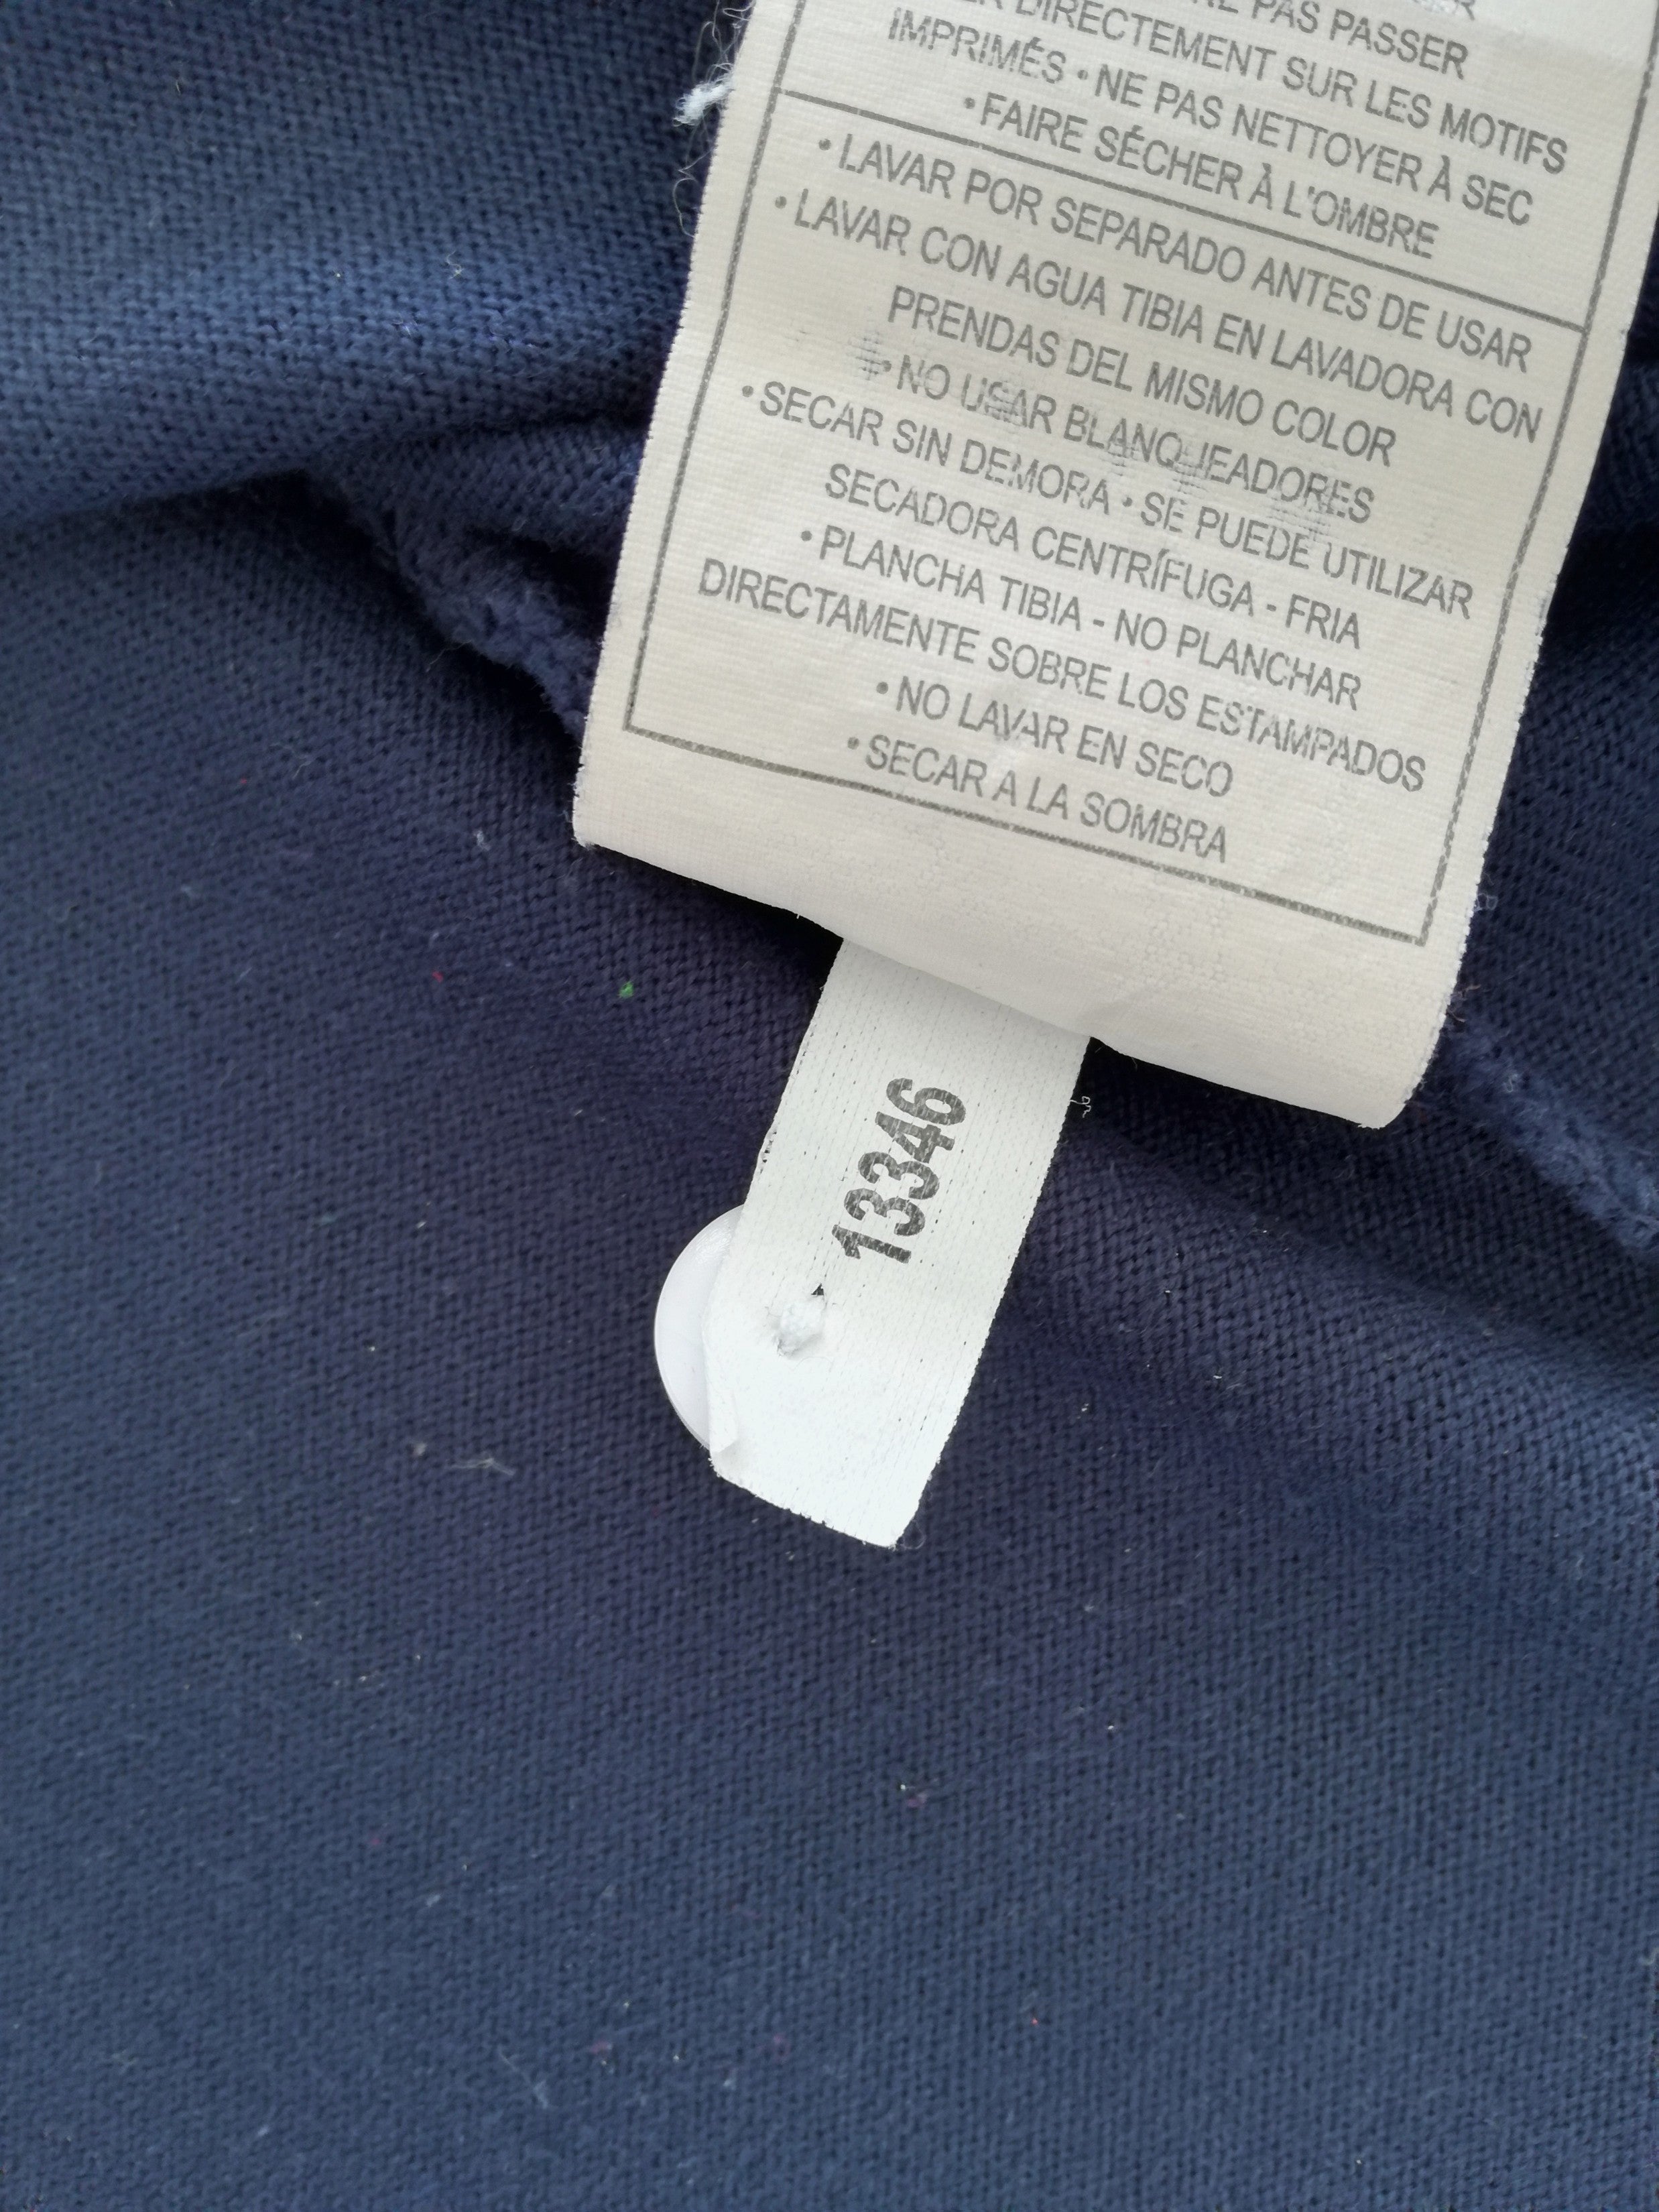 NE PAS PASSER
DIRECTEMENT SUR LES MOTIFS
IMPRIMÉS • NE PAS NETTOYER À SEC
• FAIRE SÉCHER À L'OMBRE
• LAVAR POR SEPARADO ANTES DE USAR
• LAVAR CON AGUA TIBIA EN LAVADORA CON
PRENDAS DEL MISMO COLOR
• NO USAR BLANQUEADORES
• SECAR SIN DEMORA • SE PUEDE UTILIZAR
SECADORA CENTRÍFUGA - FRIA
• PLANCHA TIBIA - NO PLANCHAR
DIRECTAMENTE SOBRE LOS ESTAMPADOS
• NO LAVAR EN SECO
• SECAR A LA SOMBRA
13346